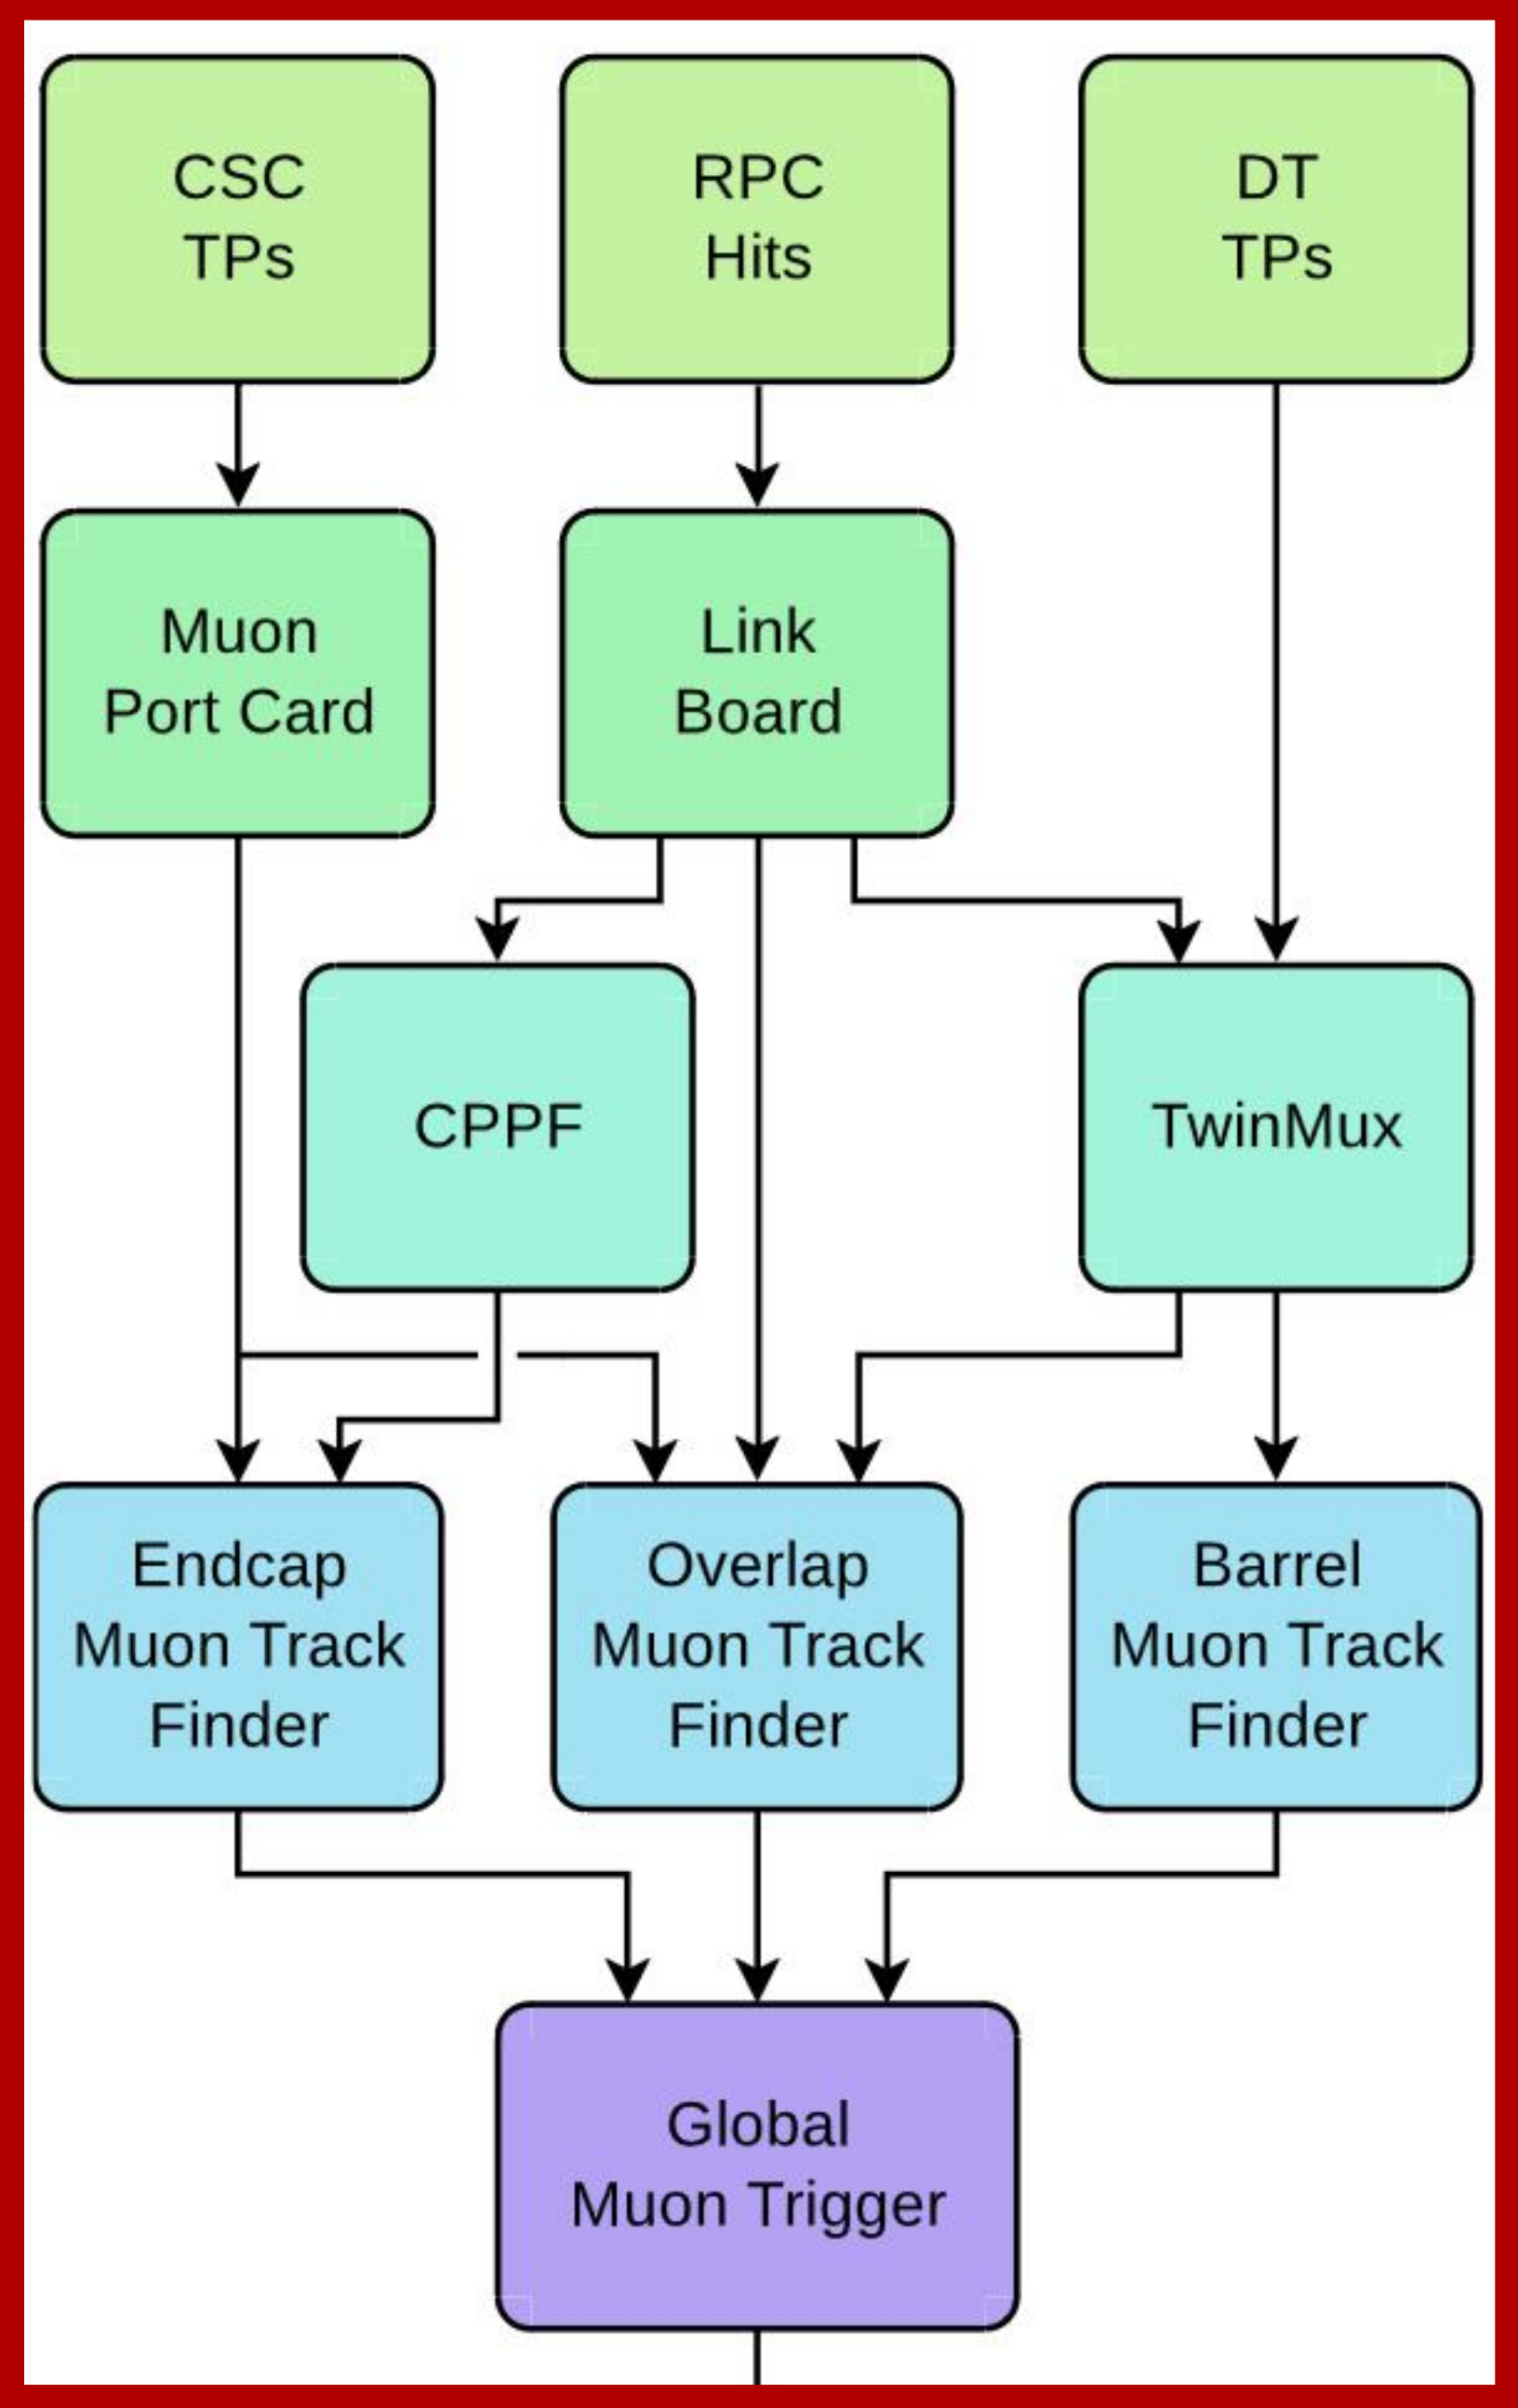 CSC
TPs
RPC
Hits
DT
TPs
Muon
Port Card
Link
Board
CPPF
TwinMux
Endcap
Muon Track
Finder
Overlap
Muon Track
Finder
Barrel
Muon Track
Finder
Global
Muon Trigger